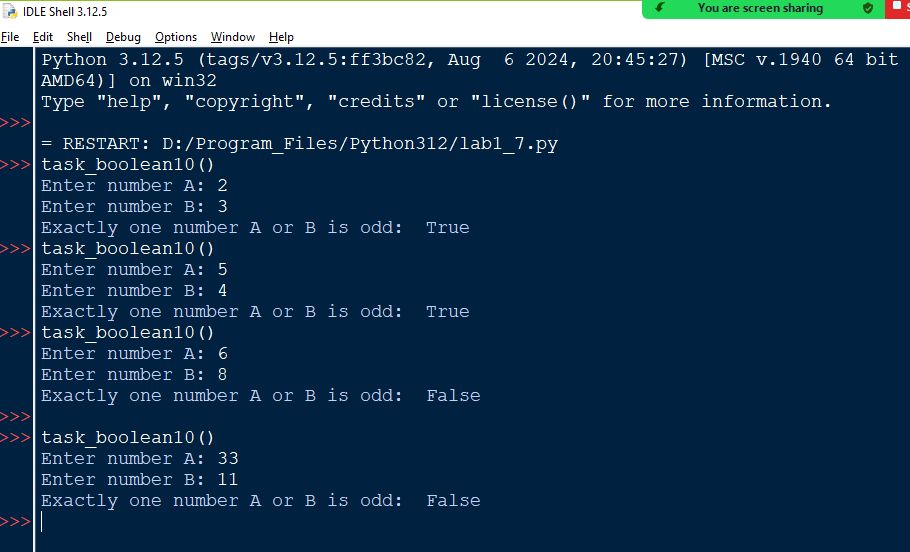 IDLE Shell 3.12.5
You are screen sharing
File Edit Shell Debug Options Window Help
Python 3.12.5 (tags/v3.12.5:ff3bc82, Aug  6 2024, 20:45:27) [MSC v.1940 64 bit
AMD64)] on win32
Type "help", "copyright", "credits" or "license()" for more information.
>>>
= RESTART: D:/Program_Files/Python312/lab1_7.py
>>> task_boolean10()
Enter number A: 2
Enter number B: 3
Exactly one number A or B is odd:  True
>>> task_boolean10()
Enter number A: 5
Enter number B: 4
Exactly one number A or B is odd:  True
>>> task_boolean10()
Enter number A: 6
Enter number B: 8
Exactly one number A or B is odd:  False
>>>
>>> task_boolean10()
Enter number A: 33
Enter number B: 11
Exactly one number A or B is odd:  False
>>>